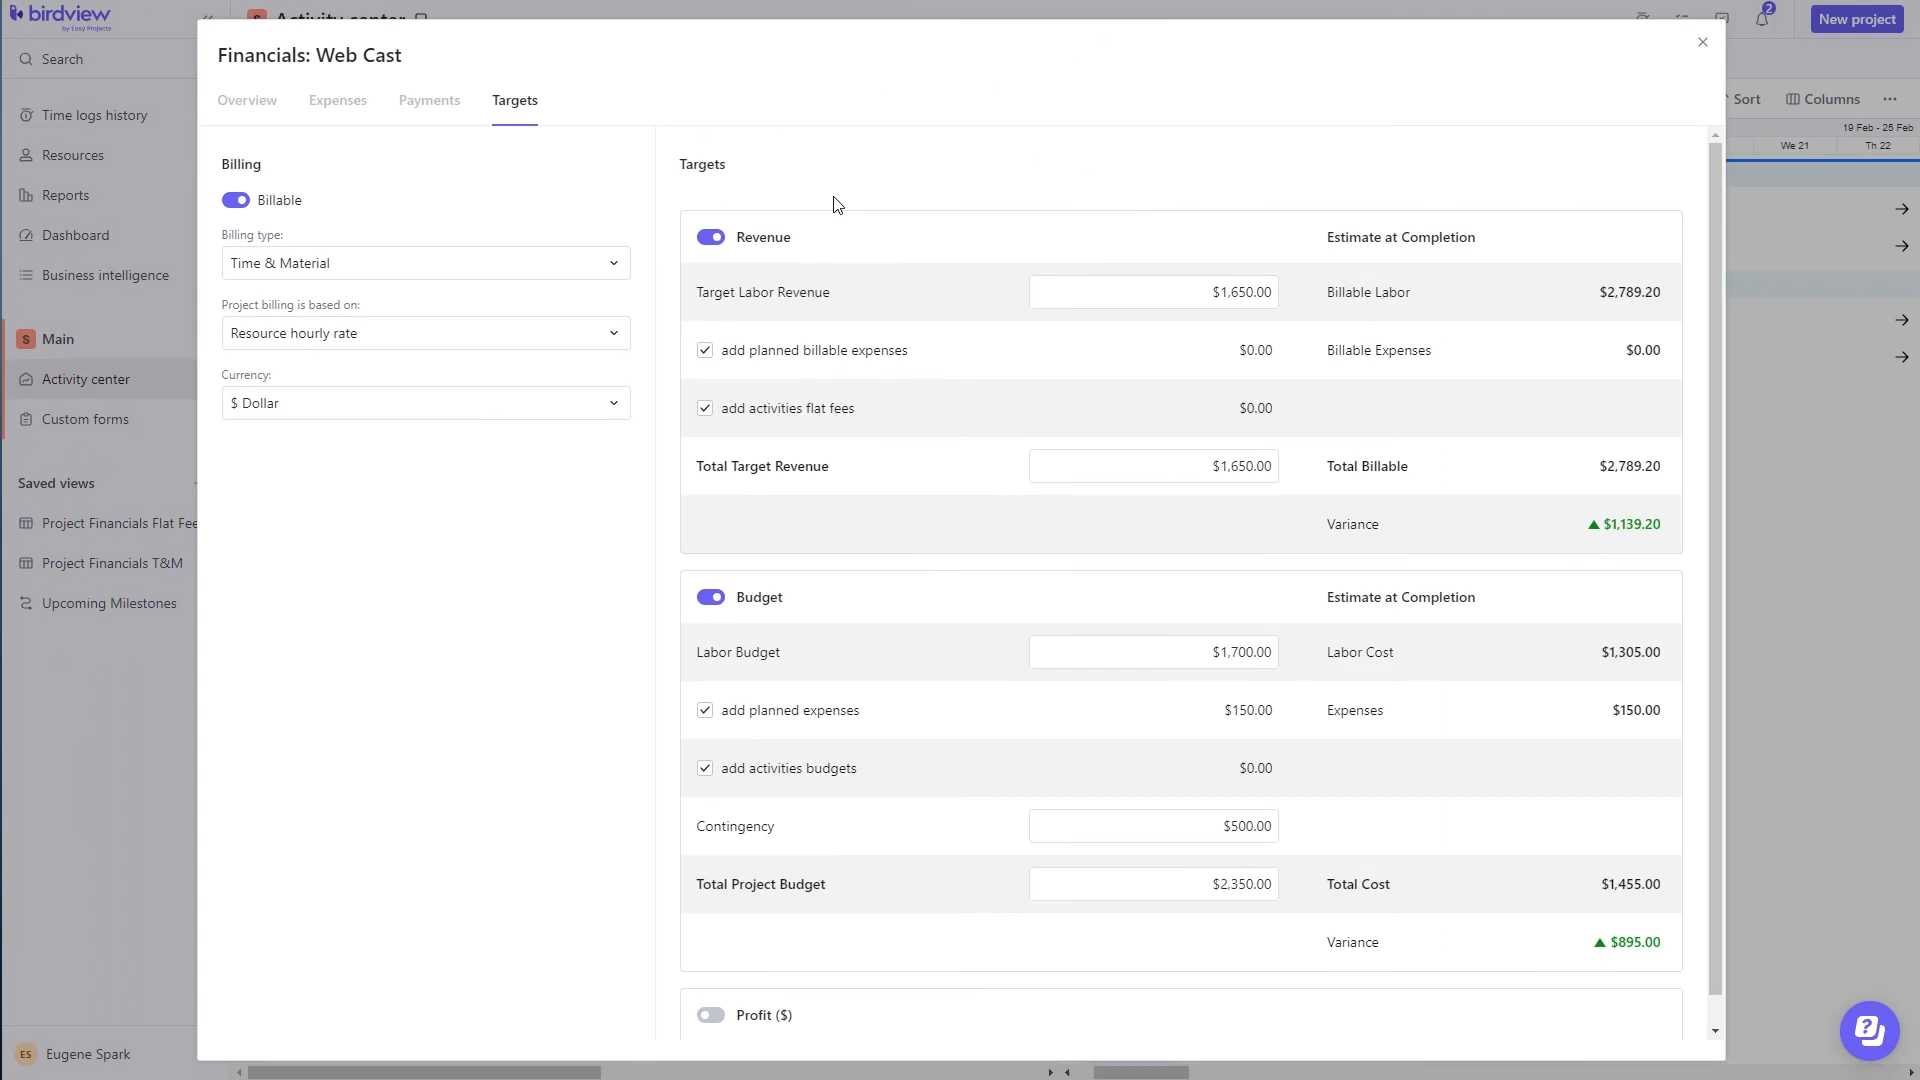 birdview
by Easy Projects
Activity center
2
New project
Search
Financials: Web Cast
Overview Expenses Payments Targets
Sort Columns
19 Feb - 25 Feb
We 21 Th 22
Time logs history
Resources
Reports
Dashboard
Business intelligence
S Main
Activity center
Custom forms
Saved views
Project Financials Flat Fee
Project Financials T&M
Upcoming Milestones
ES Eugene Spark
Billing
Billable
Billing type:
Time & Material
Project billing is based on:
Resource hourly rate
Currency:
$ Dollar
Targets
Revenue Estimate at Completion
Target Labor Revenue $1,650.00 Billable Labor $2,789.20
add planned billable expenses $0.00 Billable Expenses $0.00
add activities flat fees $0.00
Total Target Revenue $1,650.00 Total Billable $2,789.20
Variance $1,139.20
Budget Estimate at Completion
Labor Budget $1,700.00 Labor Cost $1,305.00
add planned expenses $150.00 Expenses $150.00
add activities budgets $0.00
Contingency $500.00
Total Project Budget $2,350.00 Total Cost $1,455.00
Variance $895.00
Profit ($)